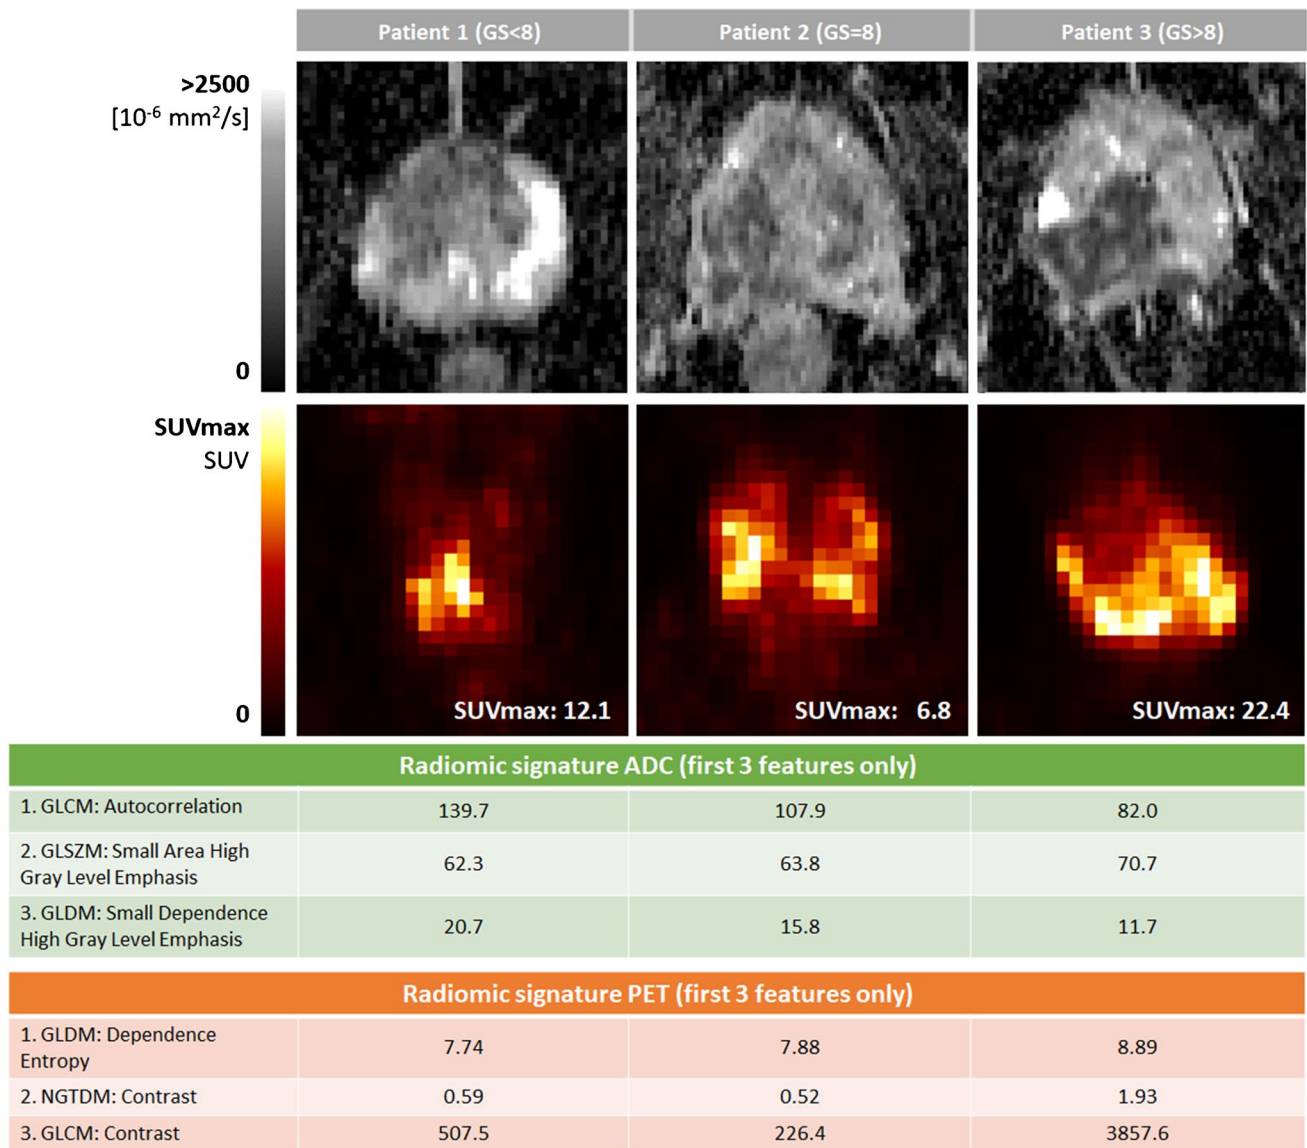 Patient 1 (GS<8)
Patient 2 (GS=8)
Patient 3 (GS>8)
>2500
[10⁻⁶ mm²/s]
0
SUVmax
SUV
0
SUVmax: 12.1
SUVmax: 6.8
SUVmax: 22.4
Radiomic signature ADC (first 3 features only)
1. GLCM: Autocorrelation 139.7 107.9 82.0
2. GLSZM: Small Area High
Gray Level Emphasis 62.3 63.8 70.7
3. GLDM: Small Dependence
High Gray Level Emphasis 20.7 15.8 11.7
Radiomic signature PET (first 3 features only)
1. GLDM: Dependence
Entropy 7.74 7.88 8.89
2. NGTDM: Contrast 0.59 0.52 1.93
3. GLCM: Contrast 507.5 226.4 3857.6